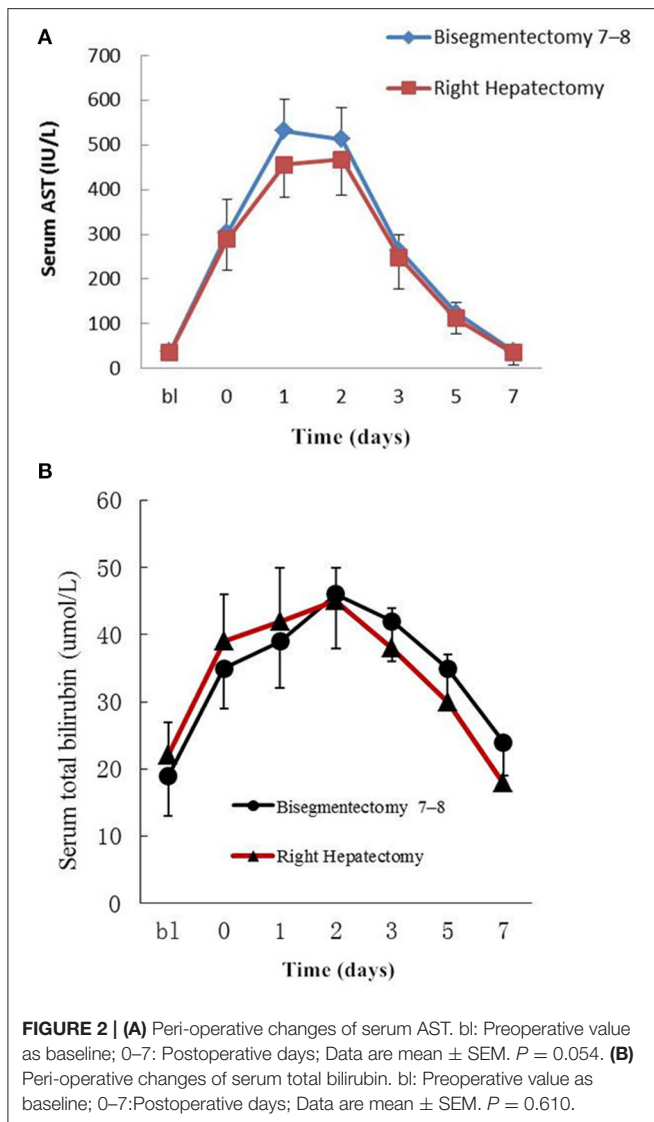 A
Bisegmentectomy 7–8
Right Hepatectomy
700
600
500
400
300
200
100
0
Serum AST (IU/L)
bl 0 1 2 3 5 7
Time (days)
B
60
50
40
30
20
10
0
Serum total bilirubin (umol/L)
Bisegmentectomy 7–8
Right Hepatectomy
bl 0 1 2 3 5 7
Time (days)
FIGURE 2 | (A) Peri-operative changes of serum AST. bl: Preoperative value
as baseline; 0–7: Postoperative days; Data are mean ± SEM. P = 0.054. (B)
Peri-operative changes of serum total bilirubin. bl: Preoperative value as
baseline; 0–7:Postoperative days; Data are mean ± SEM. P = 0.610.